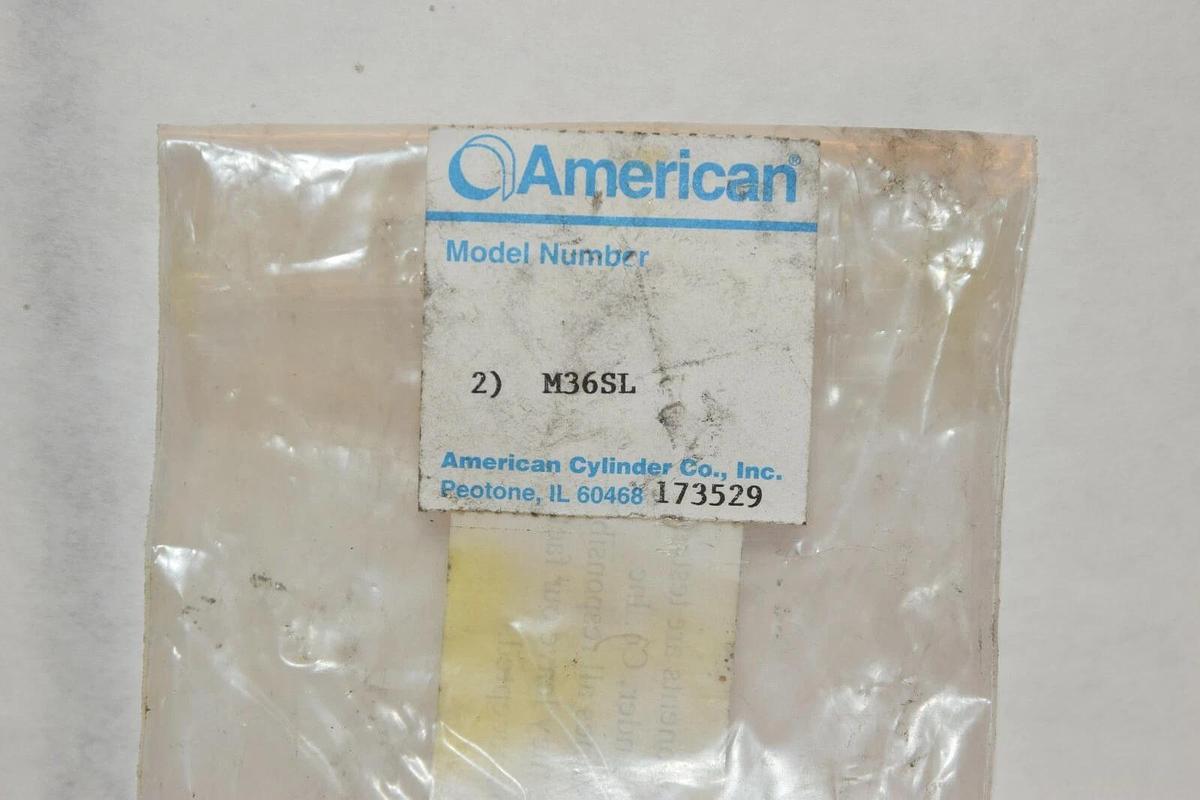 American®
Model Number
2) M36SL
American Cylinder Co., Inc.
Peotone, IL 60468 173529